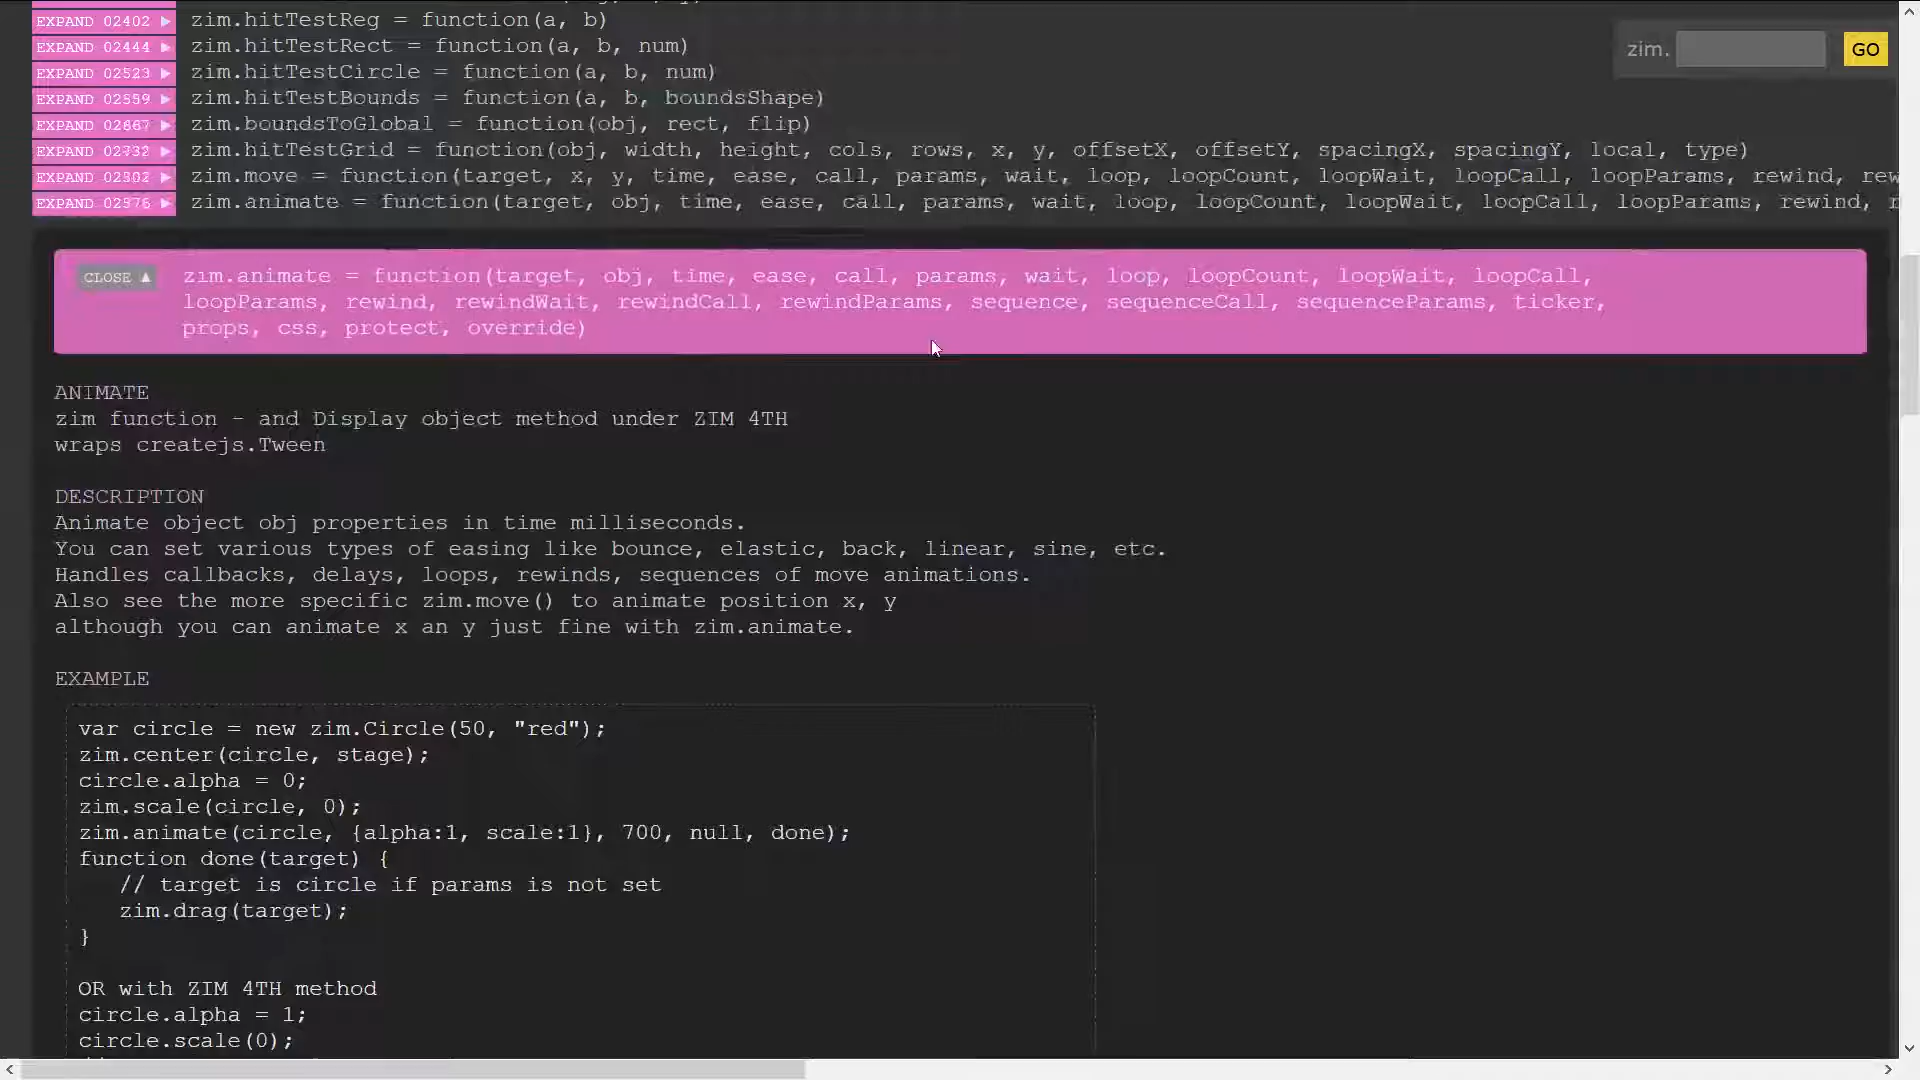 EXPAND 02402 ▶ zim.hitTestReg = function(a, b)
EXPAND 02444 ▶ zim.hitTestRect = function(a, b, num)
EXPAND 02523 ▶ zim.hitTestCircle = function(a, b, num)
EXPAND 02559 ▶ zim.hitTestBounds = function(a, b, boundsShape)
EXPAND 02667 ▶ zim.boundsToGlobal = function(obj, rect, flip)
EXPAND 02732 ▶ zim.hitTestGrid = function(obj, width, height, cols, rows, x, y, offsetX, offsetY, spacingX, spacingY, local, type)
EXPAND ▶ zim.move = function(target, x, y, time, ease, call, params, wait, loop, loopCount, loopWait, loopCall, loopParams, rewind, rew
EXPAND ▶ zim.animate = function(target, obj, time, ease, call, params, wait, loop, loopCount, loopWait, loopCall, loopParams, rewind, r
zim. GO
CLOSE ▲ zim.animate = function(target, obj, time, ease, call, params, wait, loop, loopCount, loopWait, loopCall,
loopParams, rewind, rewindWait, rewindCall, rewindParams, sequence, sequenceCall, sequenceParams, ticker,
props, css, protect, override)
ANIMATE
zim function - and Display object method under ZIM 4TH
wraps createjs.Tween
DESCRIPTION
Animate object obj properties in time milliseconds.
You can set various types of easing like bounce, elastic, back, linear, sine, etc.
Handles callbacks, delays, loops, rewinds, sequences of move animations.
Also see the more specific zim.move() to animate position x, y
although you can animate x an y just fine with zim.animate.
EXAMPLE
var circle = new zim.Circle(50, "red");
zim.center(circle, stage);
circle.alpha = 0;
zim.scale(circle, 0);
zim.animate(circle, {alpha:1, scale:1}, 700, null, done);
function done(target) {
// target is circle if params is not set
zim.drag(target);
}
OR with ZIM 4TH method
circle.alpha = 1;
circle.scale(0);